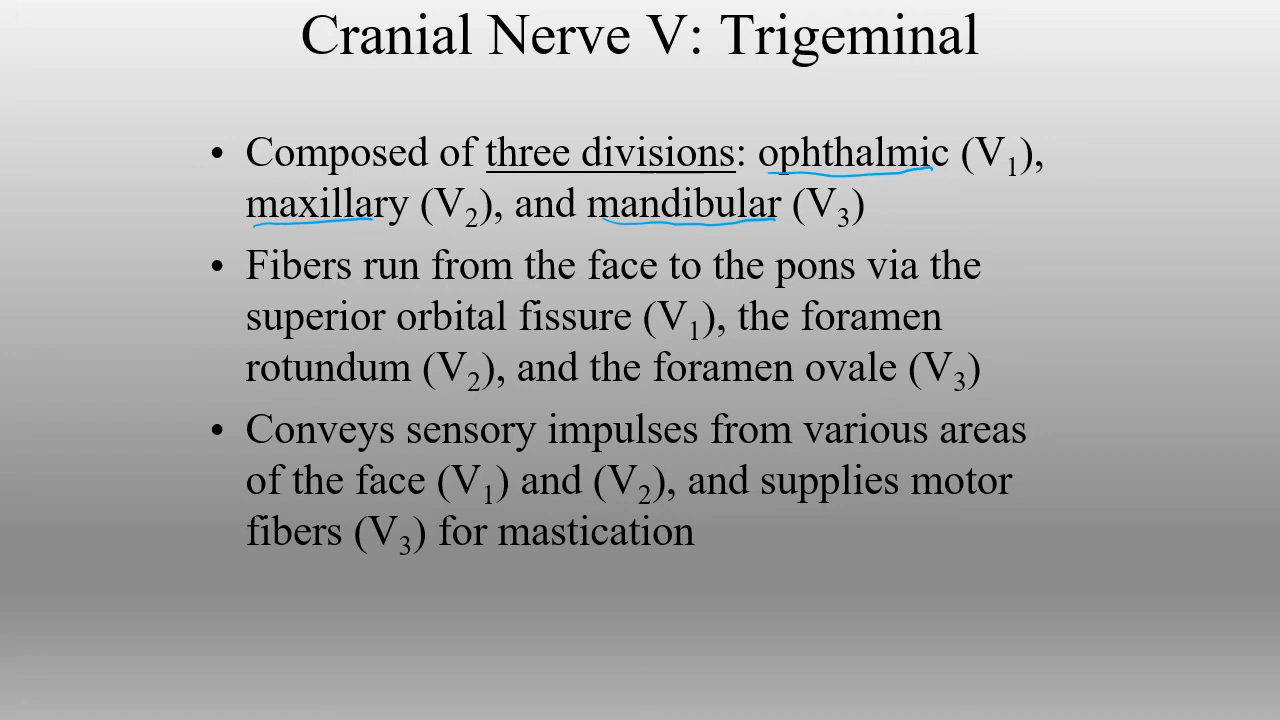 Cranial Nerve V: Trigeminal
• Composed of three divisions: ophthalmic (V₁),
maxillary (V₂), and mandibular (V₃)
• Fibers run from the face to the pons via the
superior orbital fissure (V₁), the foramen
rotundum (V₂), and the foramen ovale (V₃)
• Conveys sensory impulses from various areas
of the face (V₁) and (V₂), and supplies motor
fibers (V₃) for mastication